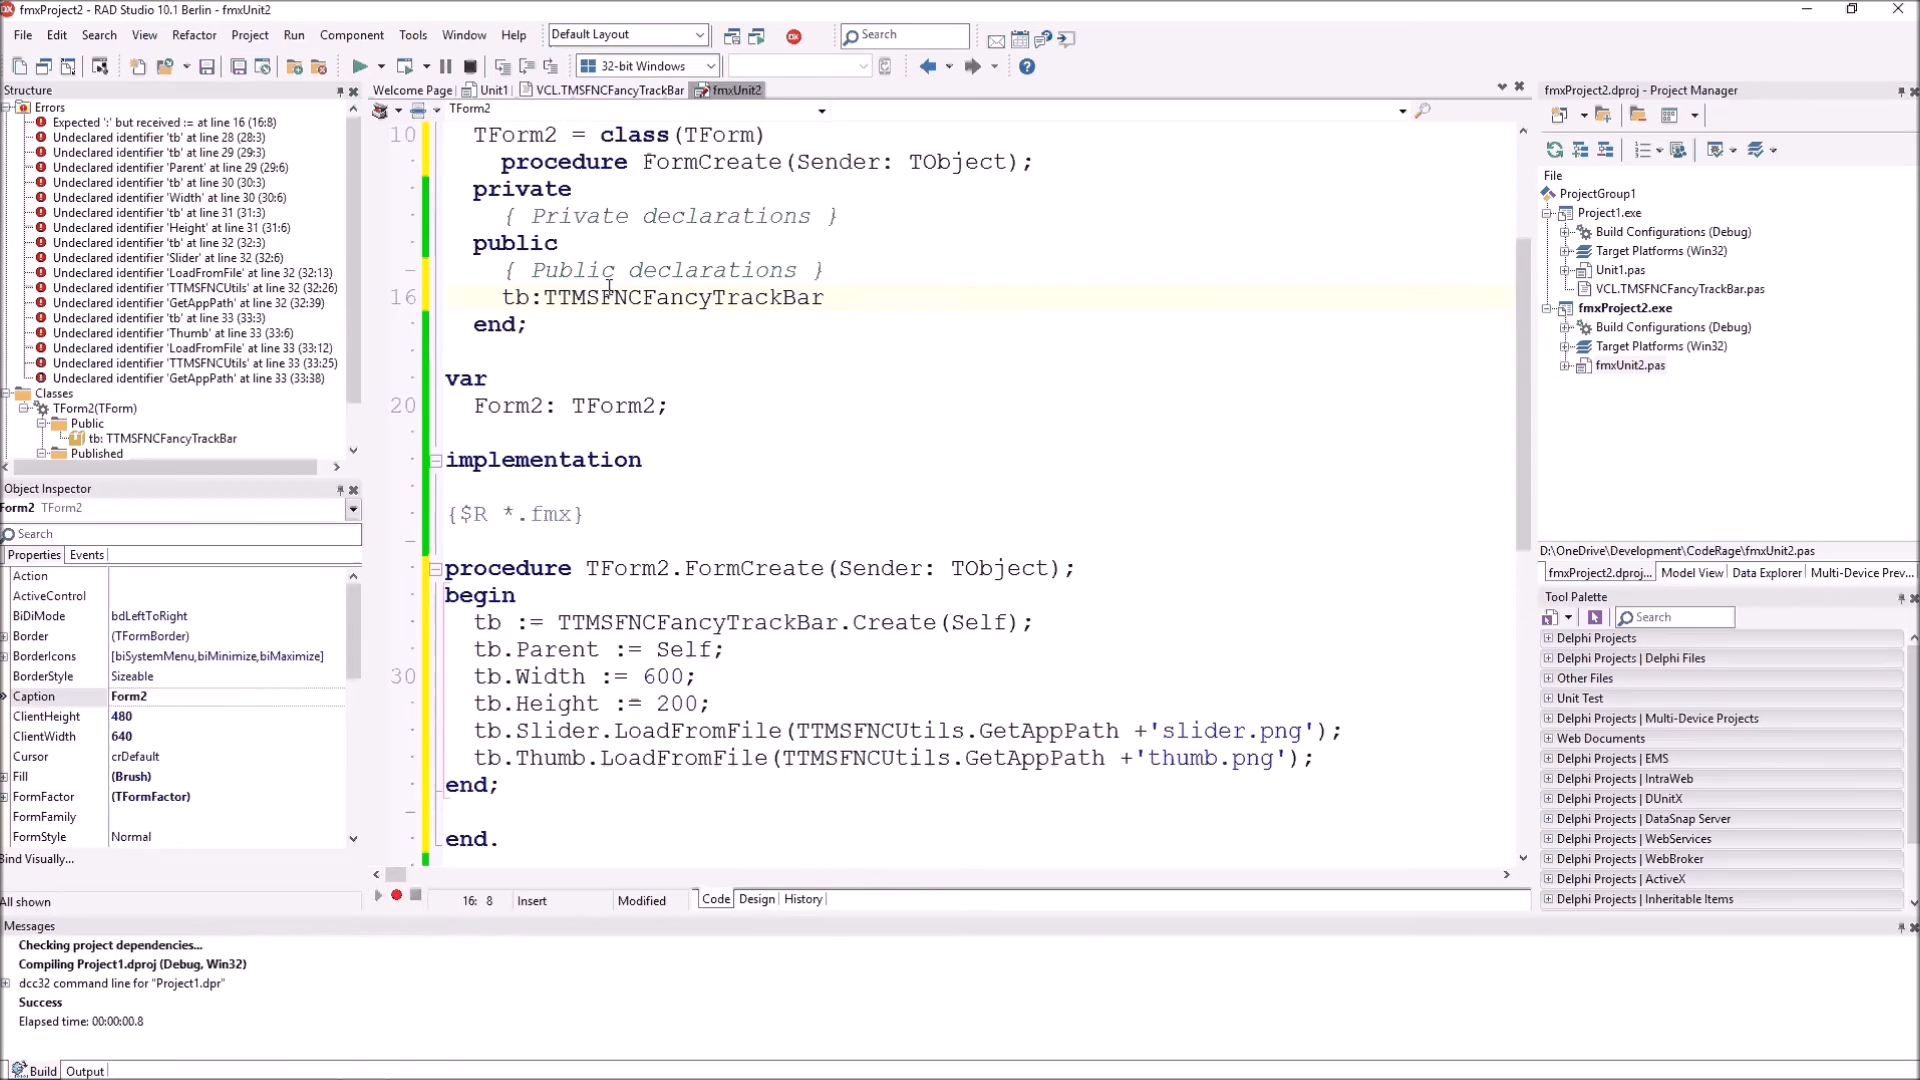 fmxProject2 - RAD Studio 10.1 Berlin - fmxUnit2
File Edit Search View Refactor Project Run Component Tools Window Help Default Layout Search
32-bit Windows
Structure
Errors
Expected ':' but received := at line 16 (16:8)
Undeclared identifier 'tb' at line 28 (28:3)
Undeclared identifier 'tb' at line 29 (29:3)
Undeclared identifier 'Parent' at line 29 (29:6)
Undeclared identifier 'tb' at line 30 (30:3)
Undeclared identifier 'Width' at line 30 (30:6)
Undeclared identifier 'tb' at line 31 (31:3)
Undeclared identifier 'Height' at line 31 (31:6)
Undeclared identifier 'tb' at line 32 (32:3)
Undeclared identifier 'Slider' at line 32 (32:6)
Undeclared identifier 'LoadFromFile' at line 32 (32:13)
Undeclared identifier 'TTMSFNCUtils' at line 32 (32:26)
Undeclared identifier 'GetAppPath' at line 32 (32:39)
Undeclared identifier 'tb' at line 33 (33:3)
Undeclared identifier 'Thumb' at line 33 (33:6)
Undeclared identifier 'LoadFromFile' at line 33 (33:12)
Undeclared identifier 'TTMSFNCUtils' at line 33 (33:25)
Undeclared identifier 'GetAppPath' at line 33 (33:38)
Classes
TForm2(TForm)
Public
tb: TTMSFNCFancyTrackBar
Published
Object Inspector
Form2 TForm2
Search
Properties Events
Action
ActiveControl
BiDiMode bdLeftToRight
Border (TFormBorder)
BorderIcons [biSystemMenu,biMinimize,biMaximize]
BorderStyle Sizeable
Caption Form2
ClientHeight 480
ClientWidth 640
Cursor crDefault
Fill (Brush)
FormFactor (TFormFactor)
FormFamily
FormStyle Normal
Bind Visually...
All shown
Welcome Page Unit1 VCL.TMSFNCFancyTrackBar fmxUnit2
TForm2
10 TForm2 = class(TForm)
procedure FormCreate(Sender: TObject);
private
{ Private declarations }
public
{ Public declarations }
16 tb:TTMSFNCFancyTrackBar
end;
var
20 Form2: TForm2;
implementation
{$R *.fmx}
procedure TForm2.FormCreate(Sender: TObject);
begin
tb := TTMSFNCFancyTrackBar.Create(Self);
tb.Parent := Self;
30 tb.Width := 600;
tb.Height := 200;
tb.Slider.LoadFromFile(TTMSFNCUtils.GetAppPath +'slider.png');
tb.Thumb.LoadFromFile(TTMSFNCUtils.GetAppPath +'thumb.png');
end;
end.
16: 8 Insert Modified Code Design History
fmxProject2.dproj - Project Manager
File
ProjectGroup1
Project1.exe
Build Configurations (Debug)
Target Platforms (Win32)
Unit1.pas
VCL.TMSFNCFancyTrackBar.pas
fmxProject2.exe
Build Configurations (Debug)
Target Platforms (Win32)
fmxUnit2.pas
D:\OneDrive\Development\CodeRage\fmxUnit2.pas
fmxProject2.dproj... Model View Data Explorer Multi-Device Prev...
Tool Palette
Search
Delphi Projects
Delphi Projects | Delphi Files
Other Files
Unit Test
Delphi Projects | Multi-Device Projects
Web Documents
Delphi Projects | EMS
Delphi Projects | IntraWeb
Delphi Projects | DUnitX
Delphi Projects | DataSnap Server
Delphi Projects | WebServices
Delphi Projects | WebBroker
Delphi Projects | ActiveX
Delphi Projects | Inheritable Items
Messages
Checking project dependencies...
Compiling Project1.dproj (Debug, Win32)
dcc32 command line for "Project1.dpr"
Success
Elapsed time: 00:00:00.8
Build Output